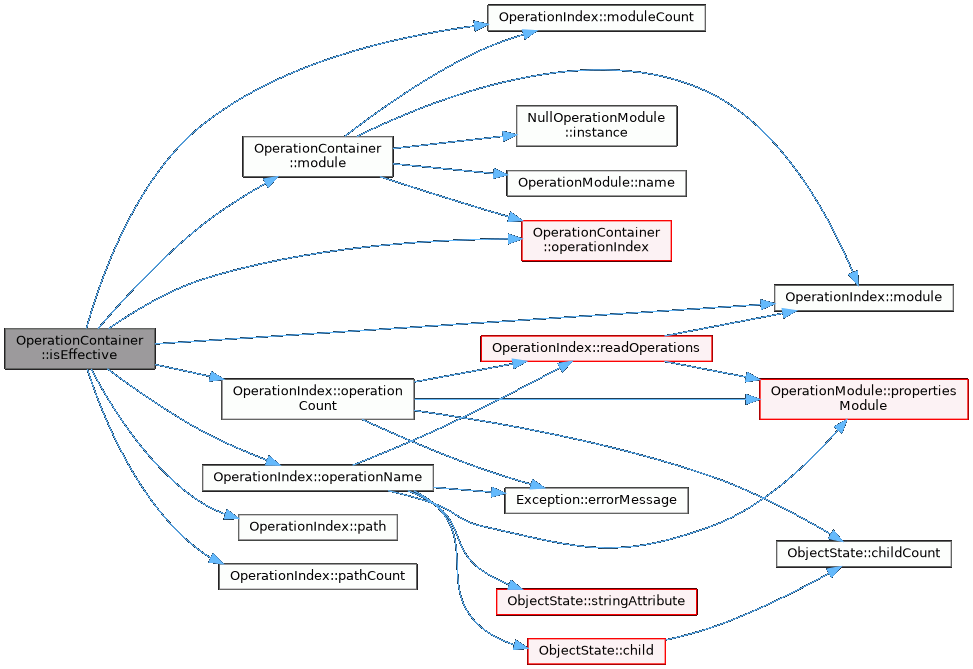 OperationIndex::moduleCount
NullOperationModule
::instance
OperationContainer
::module
OperationModule::name
OperationContainer
::operationIndex
OperationIndex::module
OperationContainer
::isEffective
OperationIndex::readOperations
OperationIndex::operation
Count
OperationModule::properties
Module
OperationIndex::operationName
Exception::errorMessage
OperationIndex::path
ObjectState::childCount
OperationIndex::pathCount
ObjectState::stringAttribute
ObjectState::child